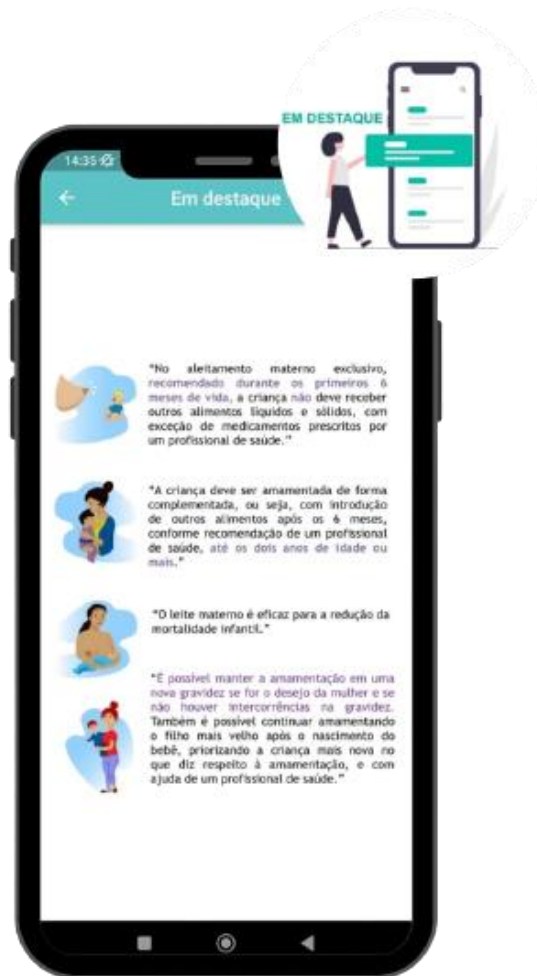 EM DESTAQUE
14:35
Em destaque
"No aleitamento materno exclusivo,
recomendado durante os primeiros 6
meses de vida, a criança não deve receber
outros alimentos líquidos e sólidos, com
exceção de medicamentos prescritos por
um profissional de saúde."
"A criança deve ser amamentada de forma
complementada, ou seja, com introdução
de outros alimentos após os 6 meses,
conforme recomendação de um profissional
de saúde, até os dois anos de idade ou
mais."
"O leite materno é eficaz para a redução da
mortalidade infantil."
"É possível manter a amamentação em uma
nova gravidez se for o desejo da mulher e se
não houver intercorrências na gravidez.
Também é possível continuar amamentando
o filho mais velho após o nascimento do
bebê, priorizando a criança mais nova no
que diz respeito à amamentação, e com
ajuda de um profissional de saúde."